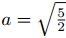 a = √(5/2)